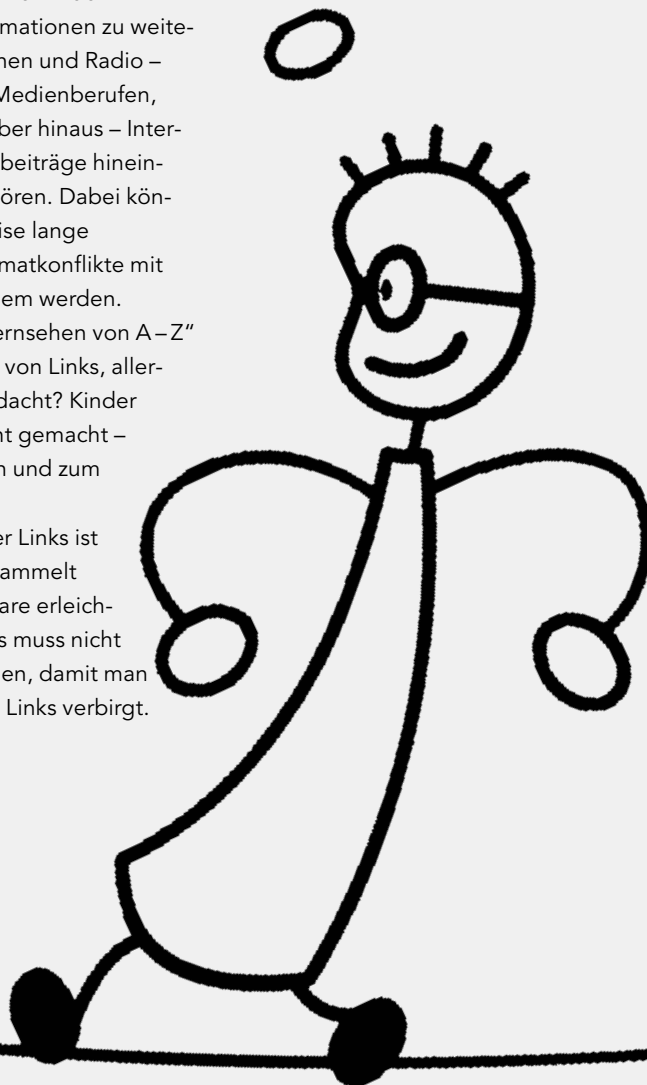 rmationen zu weite-
nen und Radio –
Medienberufen,
ber hinaus – Inter-
beiträge hinein-
ören. Dabei kön-
ise lange
matkonflikte mit
em werden.
ernsehen von A – Z“
von Links, aller-
dacht? Kinder
nt gemacht –
n und zum
er Links ist
ammelt
are erleich-
s muss nicht
en, damit man
Links verbirgt.